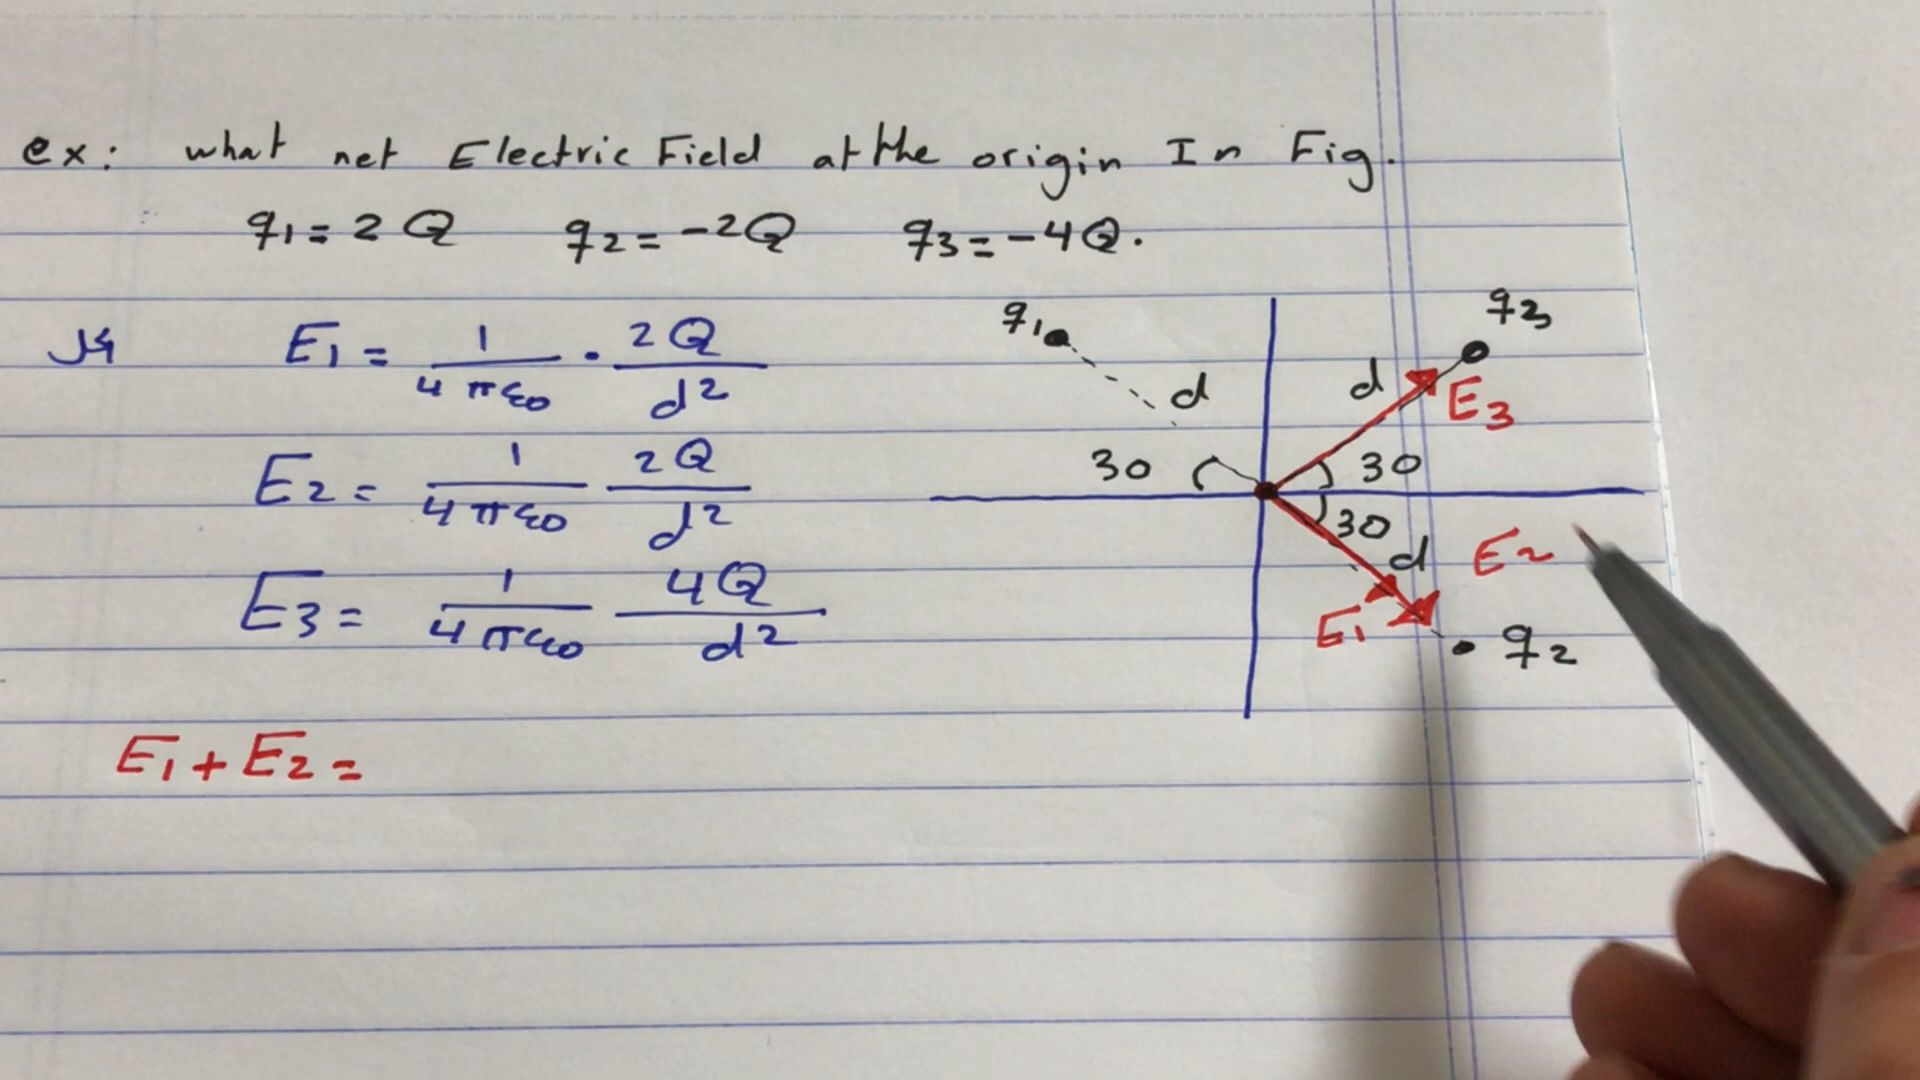 ex: what net Electric Field at the origin In Fig.
q1 = 2Q q2 = -2Q q3 = -4Q.
الحل E1 = 1/4πε0 · 2Q/d²
E2 = 1/4πε0 2Q/d²
E3 = 1/4πε0 4Q/d²
E1 + E2 =
q1 q3
d d E3
30 30
30 d E2
E1 q2